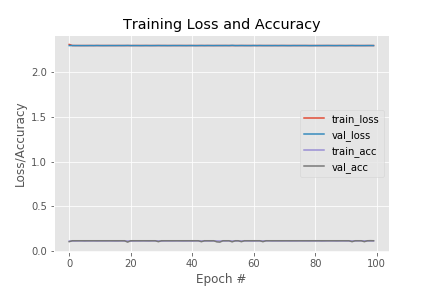 Training Loss and Accuracy
2.0
1.5
1.0
0.5
0.0
Loss/Accuracy
train_loss
val_loss
train_acc
val_acc
0 20 40 60 80 100
Epoch #